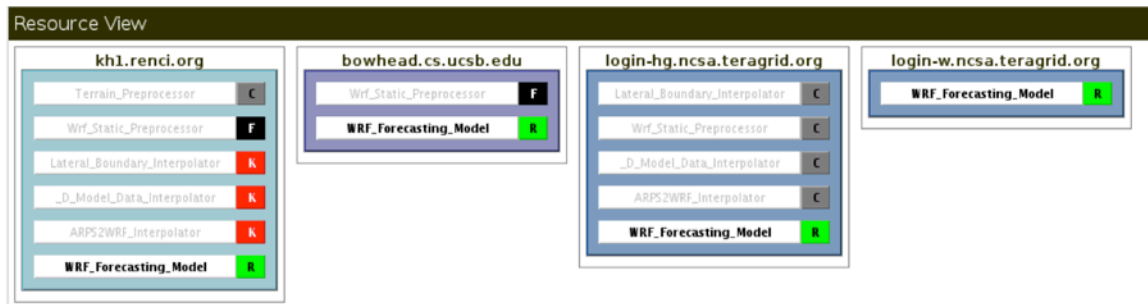 Resource View
kh1.renci.org
Terrain_Preprocessor C
Wrf_Static_Preprocessor F
Lateral_Boundary_Interpolator K
_D_Model_Data_Interpolator K
ARPS2WRF_Interpolator K
WRF_Forecasting_Model R
bowhead.cs.ucsb.edu
Wrf_Static_Preprocessor F
WRF_Forecasting_Model R
login-hg.ncsa.teragrid.org
Lateral_Boundary_Interpolator C
Wrf_Static_Preprocessor C
_D_Model_Data_Interpolator C
ARPS2WRF_Interpolator C
WRF_Forecasting_Model R
login-w.ncsa.teragrid.org
WRF_Forecasting_Model R